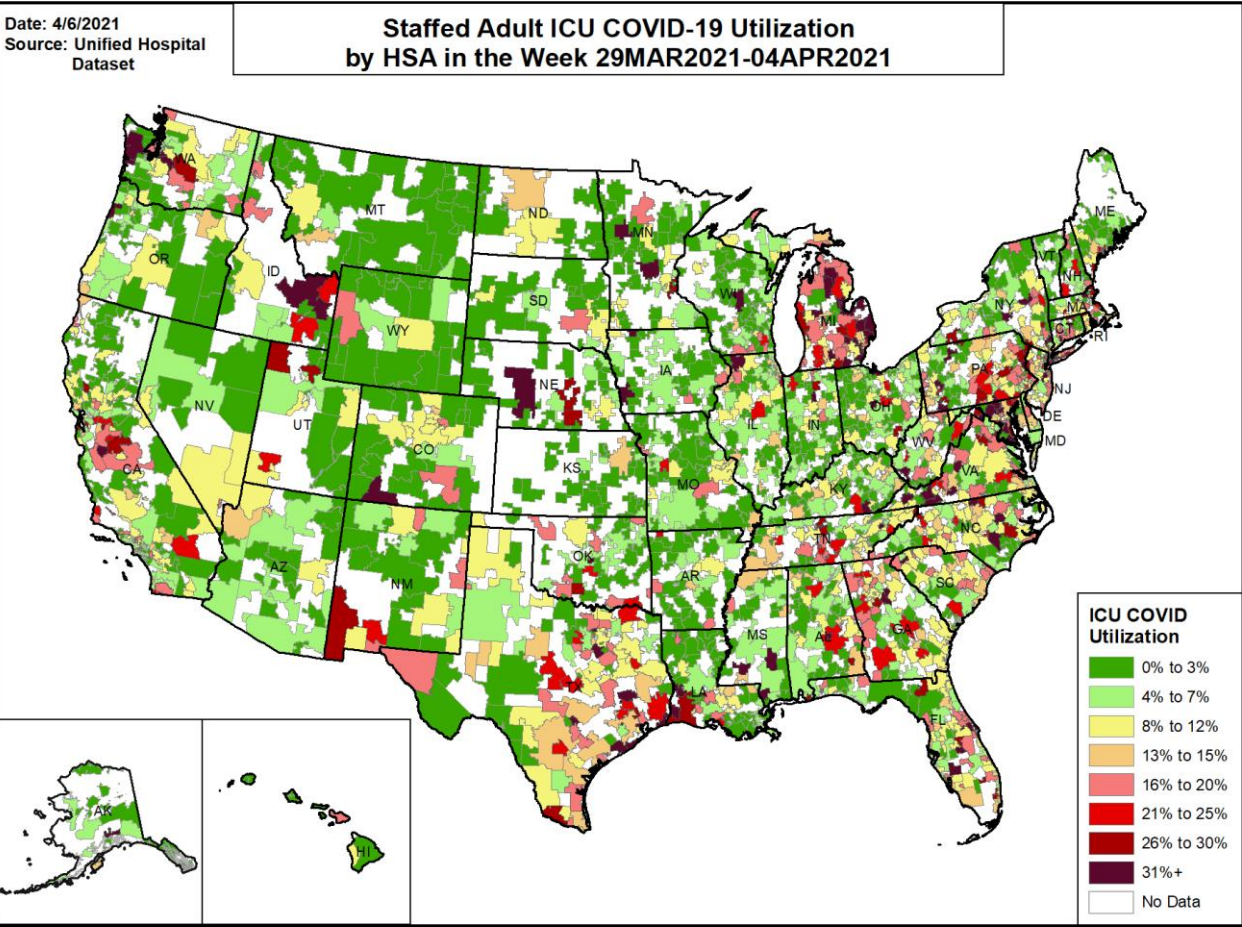 Date: 4/6/2021
Source: Unified Hospital
Dataset
Staffed Adult ICU COVID-19 Utilization
by HSA in the Week 29MAR2021-04APR2021
WA
MT
ND
MN
ME
OR
ID
SD
WI
MI
VT
NH
NY
MA
CT
RI
WY
NE
IA
PA
NJ
NV
UT
CO
IL
IN
OH
DE
MD
CA
KS
MO
WV
VA
KY
AZ
NM
OK
AR
TN
NC
SC
MS
AL
GA
TX
LA
FL
AK
HI
ICU COVID
Utilization
0% to 3%
4% to 7%
8% to 12%
13% to 15%
16% to 20%
21% to 25%
26% to 30%
31%+
No Data